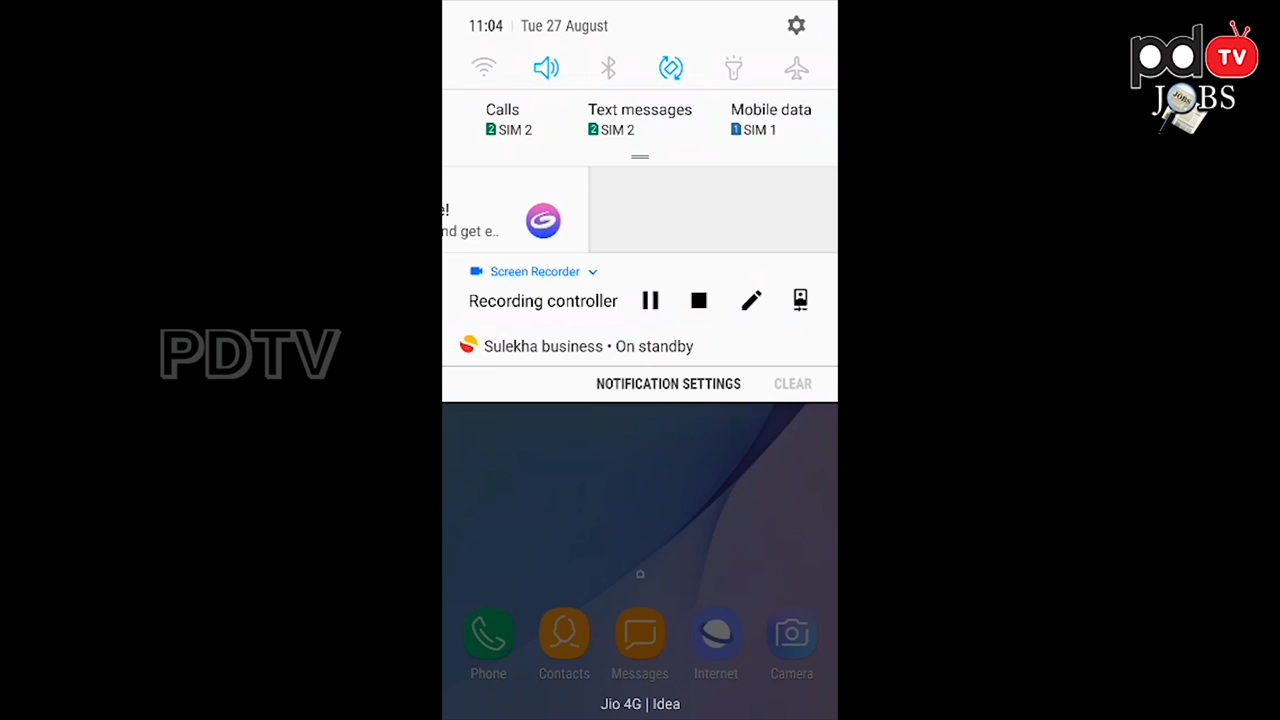 11:04 | Tue 27 August
pd TV
JOBS
JOBS
Calls
2 SIM 2
Text messages
2 SIM 2
Mobile data
1 SIM 1
e!
nd get e..
Screen Recorder
Recording controller
Sulekha business • On standby
NOTIFICATION SETTINGS
CLEAR
PDTV
Phone
Contacts
Messages
Internet
Camera
Jio 4G | Idea